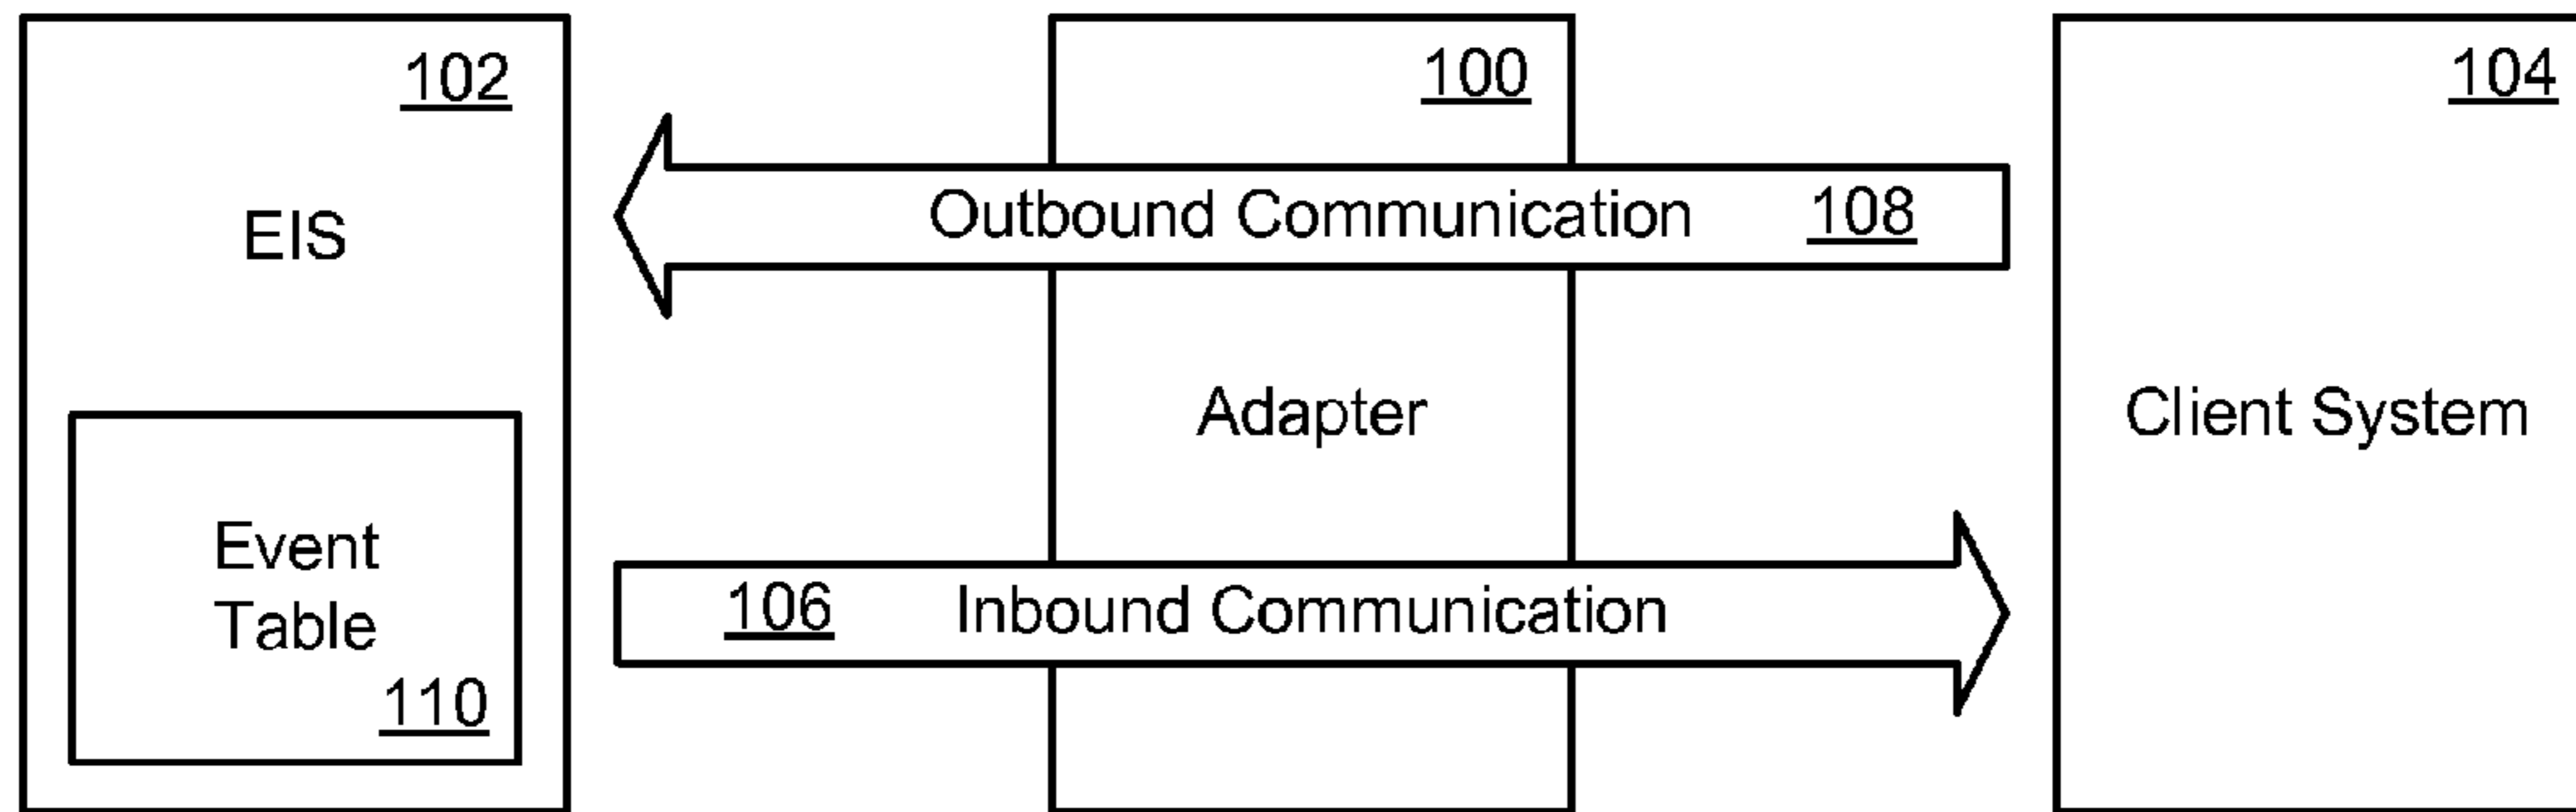 102
EIS
Event
Table
110
100
Outbound Communication 108
Adapter
106 Inbound Communication
104
Client System